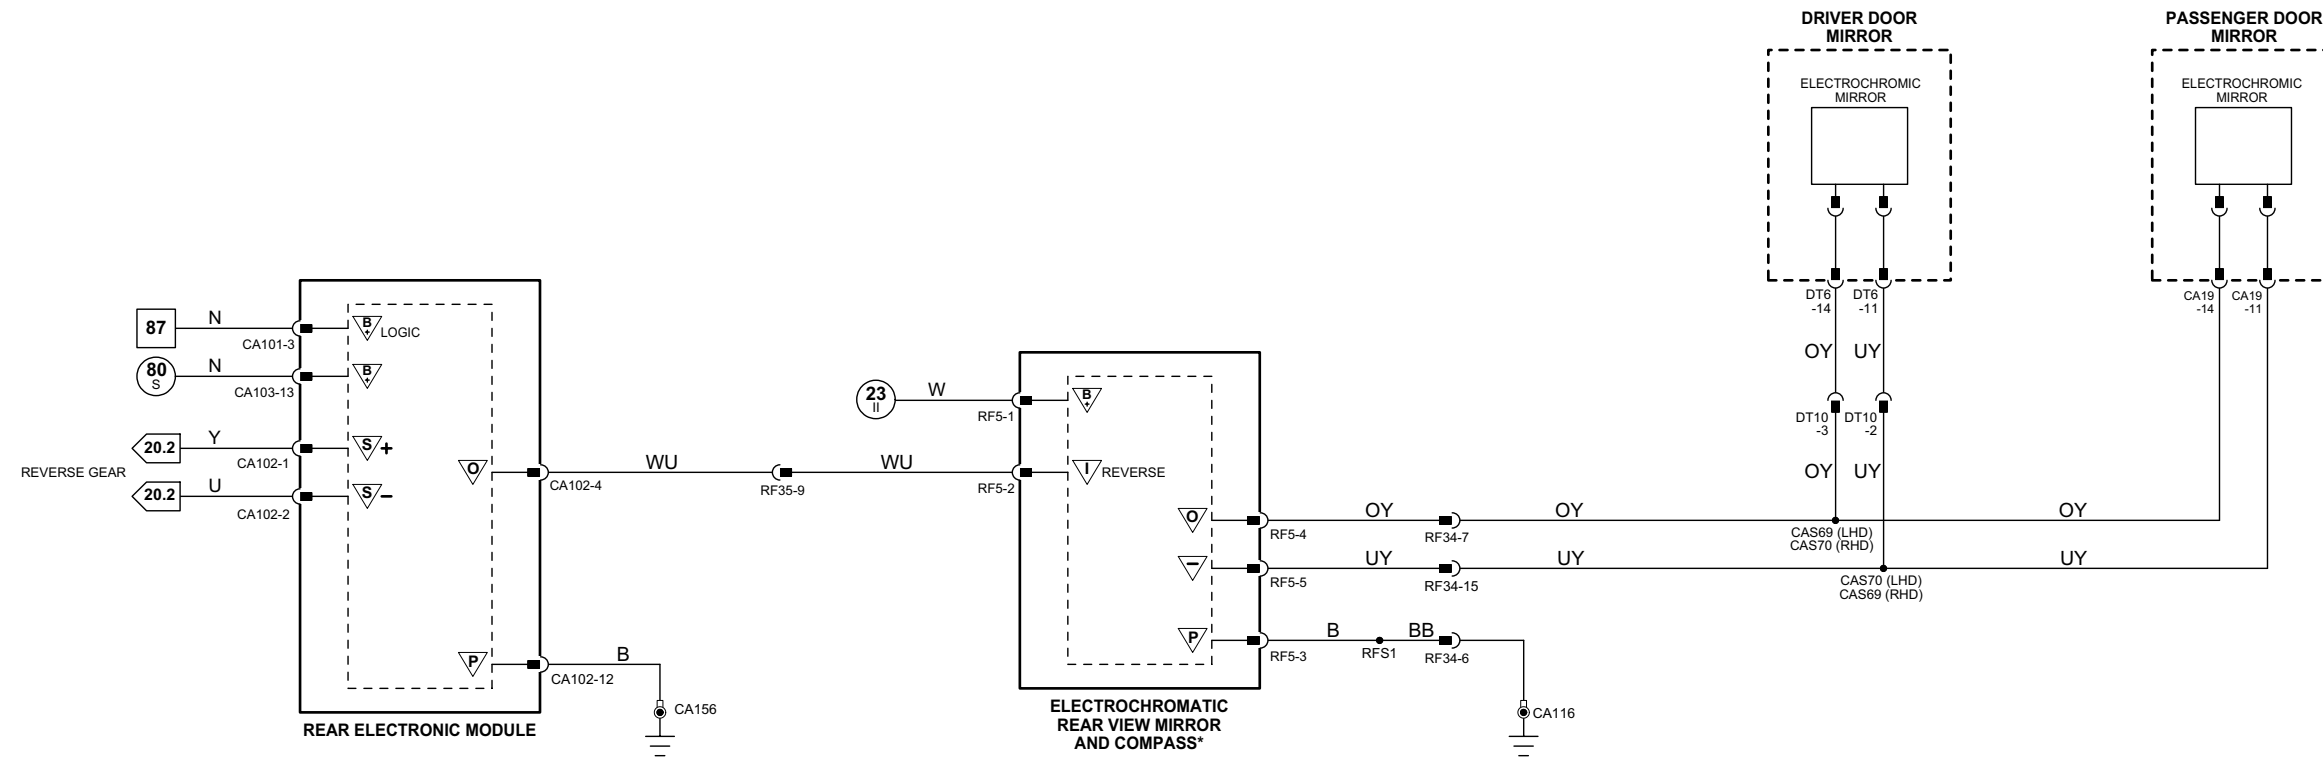 DRIVER DOOR
MIRROR
PASSENGER DOOR
MIRROR
ELECTROCHROMIC
MIRROR
ELECTROCHROMIC
MIRROR
DT6
-14
DT6
-11
CA19
-14
CA19
-11
OY
UY
DT10
-3
DT10
-2
OY
UY
87
N
CA101-3
B
+
LOGIC
80
S
N
CA103-13
B
+
REVERSE GEAR
20.2
Y
CA102-1
S
+
20.2
U
CA102-2
S
–
O
CA102-4
WU
RF35-9
WU
RF5-2
I
REVERSE
23
II
W
RF5-1
B
+
O
RF5-4
OY
RF34-7
OY
CAS69 (LHD)
CAS70 (RHD)
OY
–
RF5-5
UY
RF34-15
UY
CAS70 (LHD)
CAS69 (RHD)
UY
P
RF5-3
B
RFS1
BB
RF34-6
CA116
P
CA102-12
B
CA156
REAR ELECTRONIC MODULE
ELECTROCHROMATIC
REAR VIEW MIRROR
AND COMPASS*